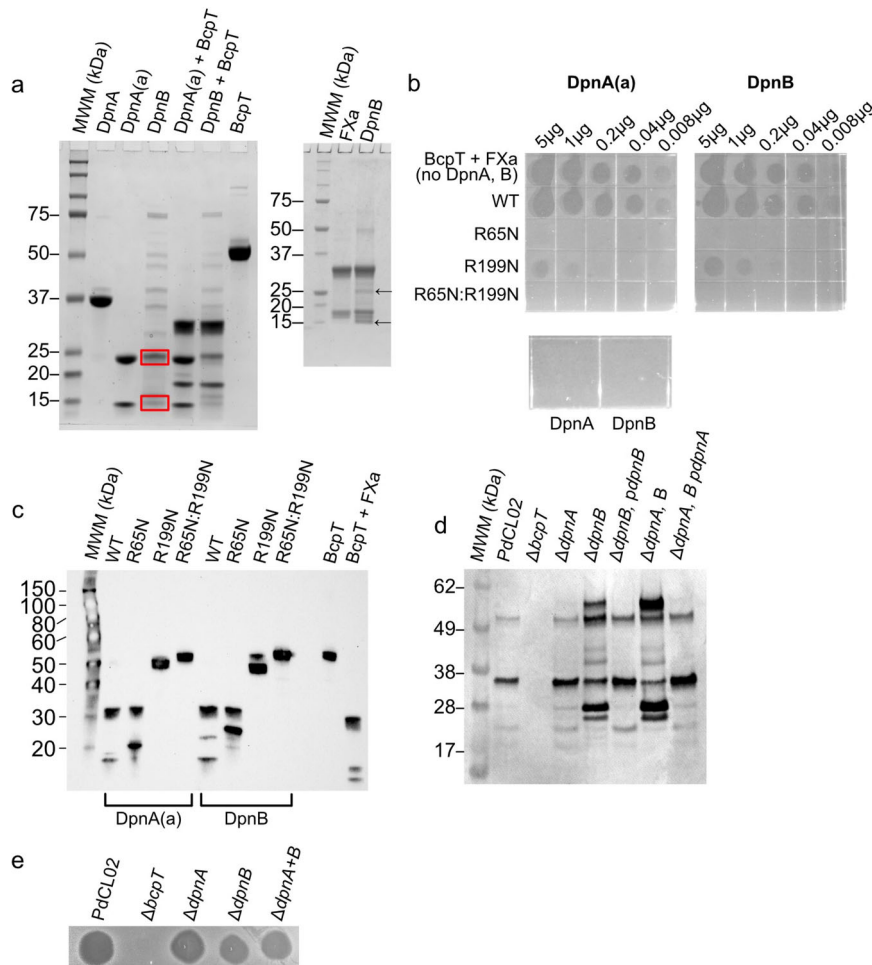 a
MWM (kDa)
DpnA
DpnA(a)
DpnB
DpnA(a) + BcpT
DpnB + BcpT
BcpT
75
50
37
25
20
15
MWM (kDa)
FXa
DpnB
75
50
37
25
20
15
b
DpnA(a)
DpnB
5µg
1µg
0.2µg
0.04µg
0.008µg
5µg
1µg
0.2µg
0.04µg
0.008µg
BcpT + FXa
(no DpnA, B)
WT
R65N
R199N
R65N:R199N
DpnA
DpnB
c
MWM (kDa)
WT
R65N
R199N
R65N:R199N
WT
R65N
R199N
R65N:R199N
BcpT
BcpT + FXa
150
100
80
60
50
40
30
20
DpnA(a)
DpnB
d
MWM (kDa)
PdCL02
ΔbcpT
ΔdpnA
ΔdpnB
ΔdpnB, pdpnB
ΔdpnA, B
ΔdpnA, B pdpnA
62
49
38
28
17
e
PdCL02
ΔbcpT
ΔdpnA
ΔdpnB
ΔdpnA+B